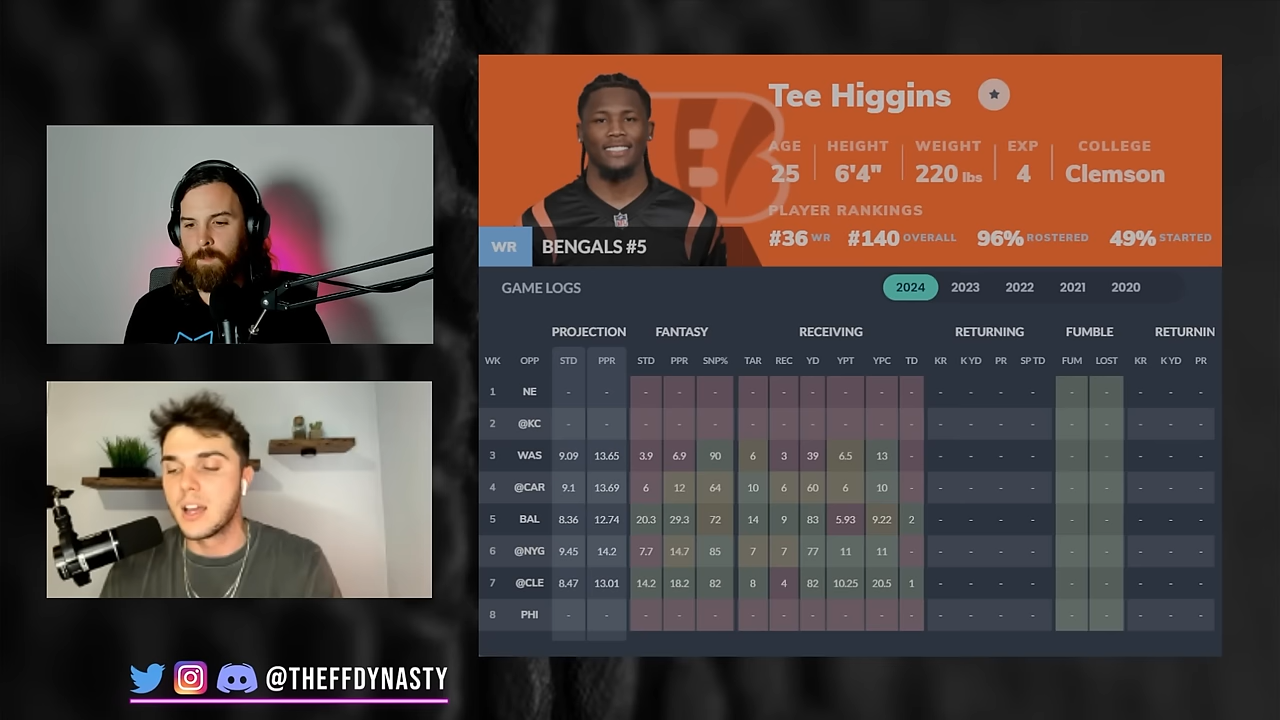 Tee Higgins
AGE HEIGHT WEIGHT EXP COLLEGE
25 6'4" 220 lbs 4 Clemson
PLAYER RANKINGS
#36 WR #140 OVERALL 96% ROSTERED 49% STARTED
WR BENGALS #5
GAME LOGS 2024 2023 2022 2021 2020
PROJECTION FANTASY RECEIVING RETURNING FUMBLE RETURNIN
WK OPP STD PPR STD PPR SNP% TAR REC YD YPT YPC TD KR K YD PR SP TD FUM LOST KR K YD PR
1 NE - - - - - - - - - - - - - - - - - - - -
2 @KC - - - - - - - - - - - - - - - - - - - -
3 WAS 9.09 13.65 3.9 6.9 90 6 3 39 6.5 13 - - - - - - - - - -
4 @CAR 9.1 13.69 6 12 64 10 6 60 6 10 - - - - - - - - - -
5 BAL 8.36 12.74 20.3 29.3 72 14 9 83 5.93 9.22 2 - - - - - - - - -
6 @NYG 9.45 14.2 7.7 14.7 85 7 7 77 11 11 - - - - - - - - - -
7 @CLE 8.47 13.01 14.2 18.2 82 8 4 82 10.25 20.5 1 - - - - - - - - -
8 PHI - - - - - - - - - - - - - - - - - - - -
@THEFFDYNASTY